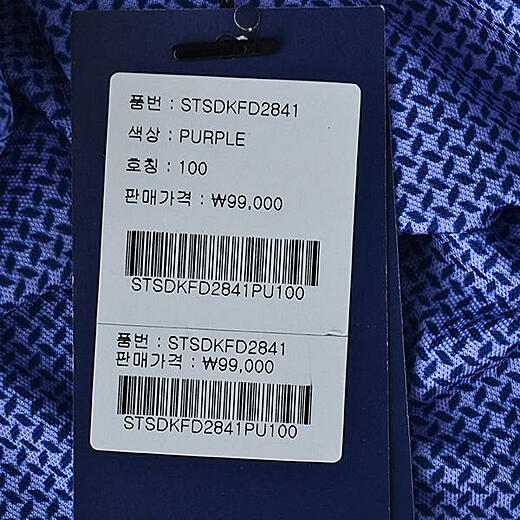 품번 : STSDKFD2841
색상 : PURPLE
호칭 : 100
판매가격 : ₩99,000
STSDKFD2841PU100
품번 : STSDKFD2841
판매가격 : ₩99,000
STSDKFD2841PU100